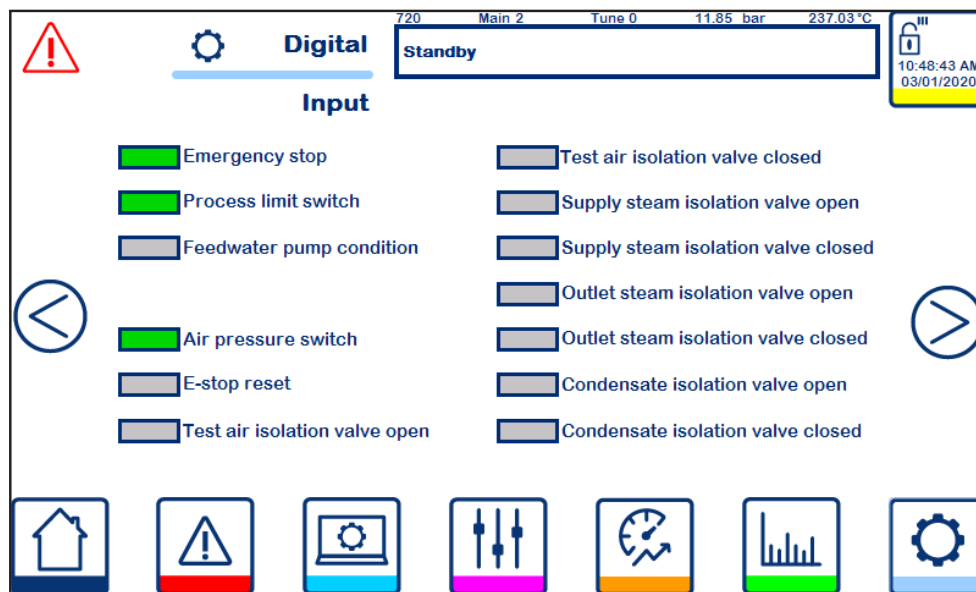 720 Main 2 Tune 0 11.85 bar 237.03 °C
Digital
Input
Standby
10:48:43 AM
03/01/2020
Emergency stop
Process limit switch
Feedwater pump condition
Air pressure switch
E-stop reset
Test air isolation valve open
Test air isolation valve closed
Supply steam isolation valve open
Supply steam isolation valve closed
Outlet steam isolation valve open
Outlet steam isolation valve closed
Condensate isolation valve open
Condensate isolation valve closed